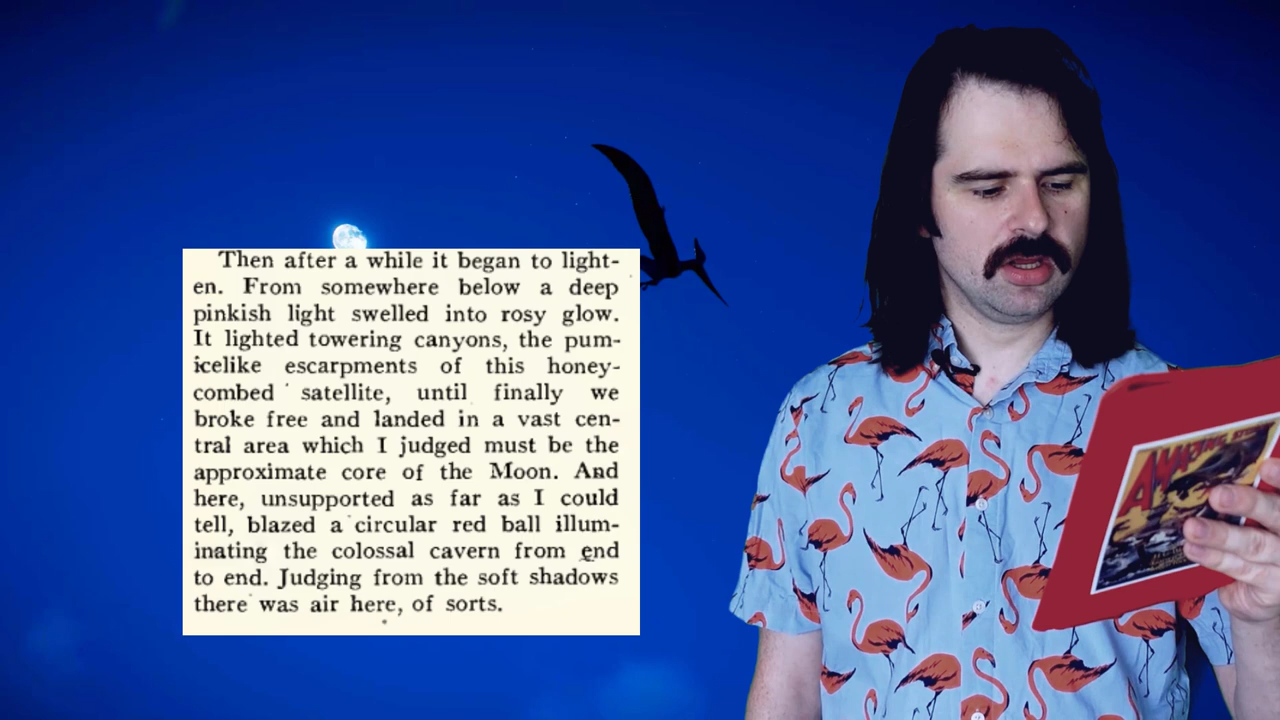 Then after a while it began to light-
en. From somewhere below a deep
pinkish light swelled into rosy glow.
It lighted towering canyons, the pum-
icelike escarpments of this honey-
combed satellite, until finally we
broke free and landed in a vast cen-
tral area which I judged must be the
approximate core of the Moon. And
here, unsupported as far as I could
tell, blazed a circular red ball illum-
inating the colossal cavern from end
to end. Judging from the soft shadows
there was air here, of sorts.
AMAZING